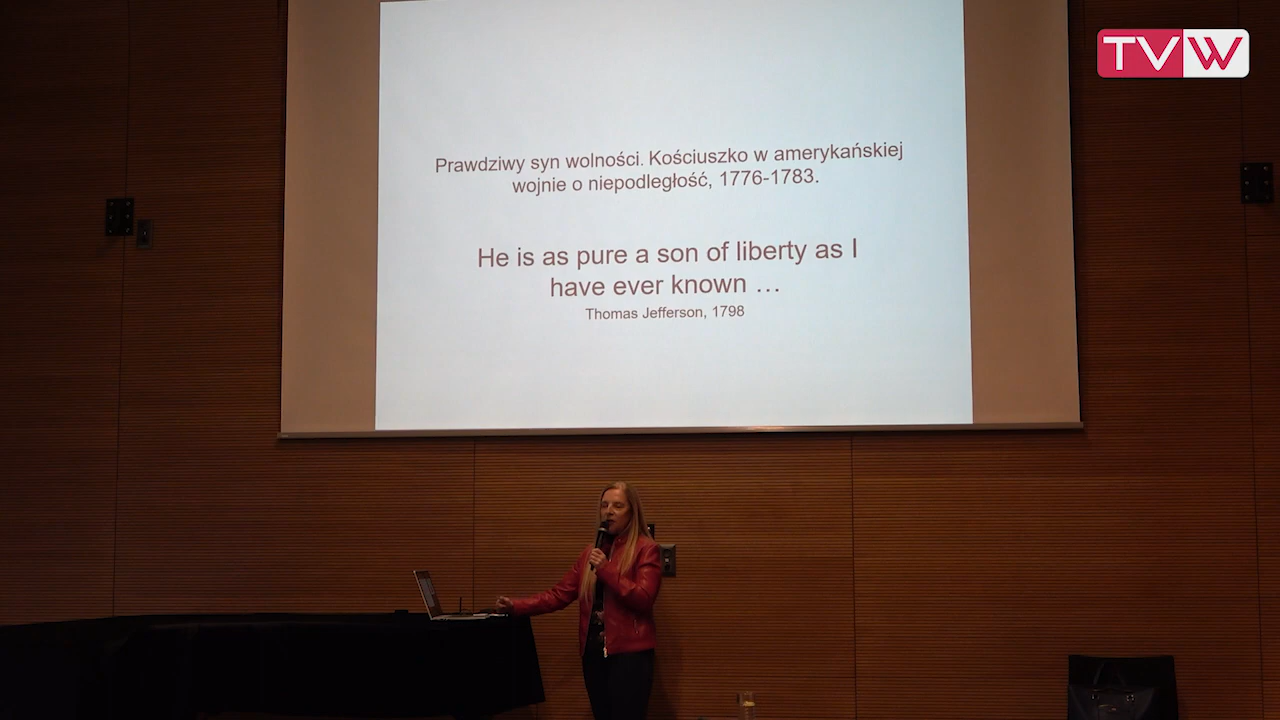 TVW
Prawdziwy syn wolności. Kościuszko w amerykańskiej
wojnie o niepodległość, 1776-1783.
He is as pure a son of liberty as I
have ever known …
Thomas Jefferson, 1798